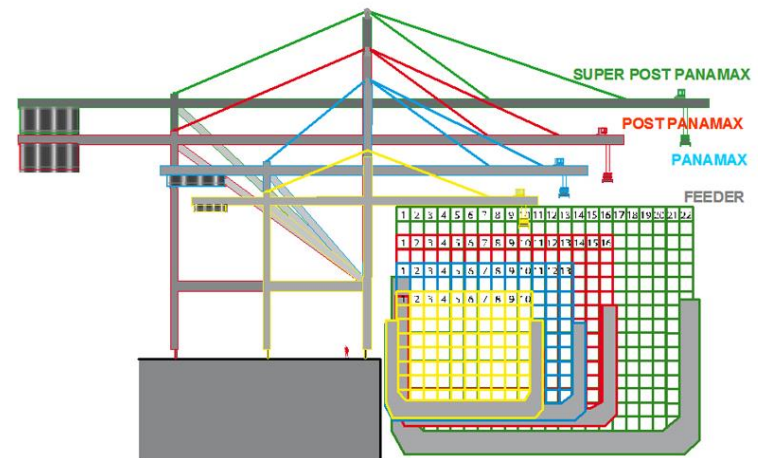 SUPER POST PANAMAX
POST PANAMAX
PANAMAX
FEEDER
1 2 3 4 5 6 7 8 9 10 11 12 13 14 15 16 17 18 19 20 21 22
1 2 3 4 5 6 7 8 9 10 11 12 13 14 15 16
1 2 3 4 5 6 7 8 9 10 11 12 13
1 2 3 4 5 6 7 8 9 10